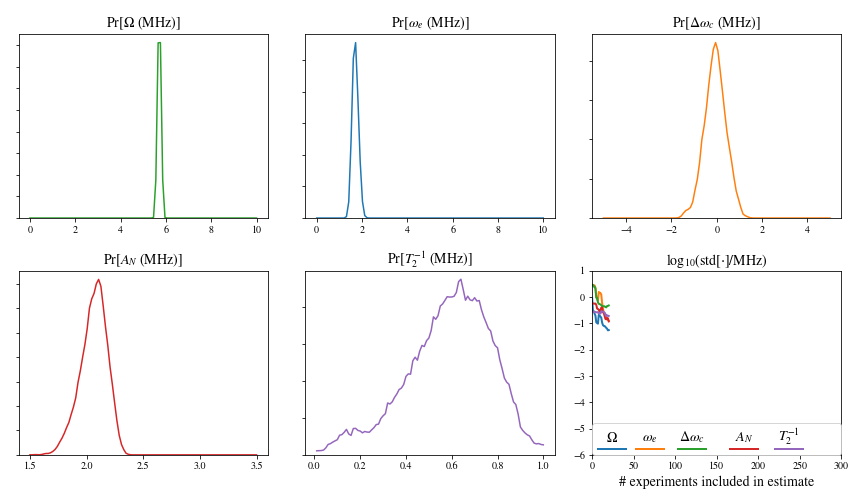 Pr[Ω (MHz)]
0 2 4 6 8 10
Pr[ωₑ (MHz)]
0 2 4 6 8 10
Pr[Δω_c (MHz)]
−4 −2 0 2 4
Pr[A_N (MHz)]
1.5 2.0 2.5 3.0 3.5
Pr[T₂⁻¹ (MHz)]
0.0 0.2 0.4 0.6 0.8 1.0
log₁₀(std[·]/MHz)
1
0
−1
−2
−3
−4
−5
−6
Ω ωₑ Δω_c A_N T₂⁻¹
0 50 100 150 200 250 300
# experiments included in estimate